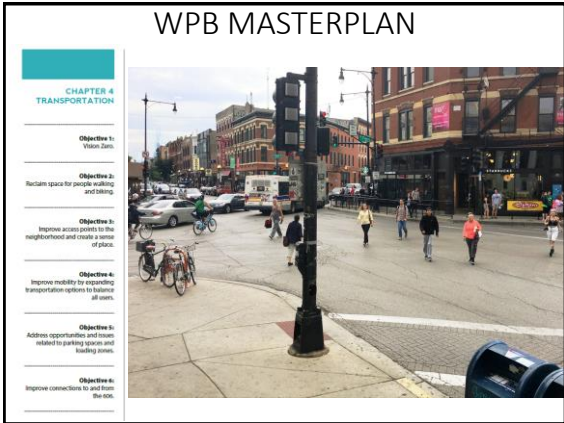 WPB MASTERPLAN
CHAPTER 4
TRANSPORTATION
Objective 1:
Vision Zero.
Objective 2:
Reclaim space for people walking
and biking.
Objective 3:
Improve access points to the
neighborhood and create a sense
of place.
Objective 4:
Improve mobility by expanding
transportation options to balance
all users.
Objective 5:
Address opportunities and issues
related to parking spaces and
loading zones.
Objective 6:
Improve connections to and from
the 606.
STARBUCKS